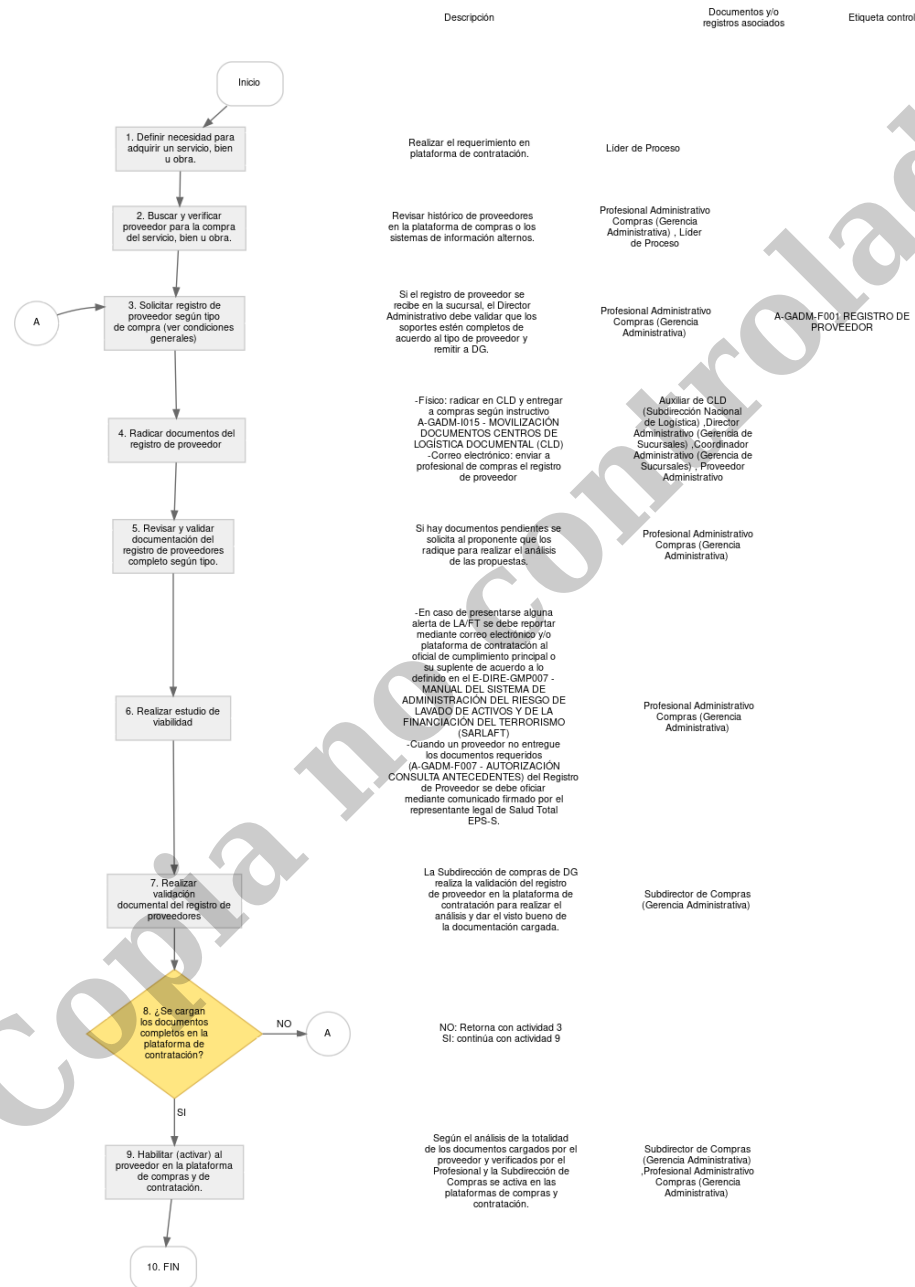 Descripción
Documentos y/o
registros asociados
Etiqueta control
Inicio
1. Definir necesidad para
adquirir un servicio, bien
u obra.
Realizar el requerimiento en
plataforma de contratación.
Líder de Proceso
2. Buscar y verificar
proveedor para la compra
del servicio, bien u obra.
Revisar histórico de proveedores
en la plataforma de compras o los
sistemas de información alternos.
Profesional Administrativo
Compras (Gerencia
Administrativa) , Líder
de Proceso
A
3. Solicitar registro de
proveedor según tipo
de compra (ver condiciones
generales)
Si el registro de proveedor se
recibe en la sucursal, el Director
Administrativo debe validar que los
soportes estén completos de
acuerdo al tipo de proveedor y
remitir a DG.
Profesional Administrativo
Compras (Gerencia
Administrativa)
A-GADM-F001 REGISTRO DE
PROVEEDOR
4. Radicar documentos del
registro de proveedor
-Físico: radicar en CLD y entregar
a compras según instructivo
A-GADM-I015 - MOVILIZACIÓN
DOCUMENTOS CENTROS DE
LOGÍSTICA DOCUMENTAL (CLD)
-Correo electrónico: enviar a
profesional de compras el registro
de proveedor
Auxiliar de CLD
(Subdirección Nacional
de Logística) ,Director
Administrativo (Gerencia de
Sucursales) ,Coordinador
Administrativo (Gerencia de
Sucursales) , Proveedor
Administrativo
5. Revisar y validar
documentación del
registro de proveedores
completo según tipo.
Si hay documentos pendientes se
solicita al proponente que los
radique para realizar el análisis
de las propuestas.
Profesional Administrativo
Compras (Gerencia
Administrativa)
6. Realizar estudio de
viabilidad
-En caso de presentarse alguna
alerta de LA/FT se debe reportar
mediante correo electrónico y/o
plataforma de contratación al
oficial de cumplimiento principal o
su suplente de acuerdo a lo
definido en el E-DIRE-GMP007 -
MANUAL DEL SISTEMA DE
ADMINISTRACIÓN DEL RIESGO DE
LAVADO DE ACTIVOS Y DE LA
FINANCIACIÓN DEL TERRORISMO
(SARLAFT)
-Cuando un proveedor no entregue
los documentos requeridos
(A-GADM-F007 - AUTORIZACIÓN
CONSULTA ANTECEDENTES) del Registro
de Proveedor se debe oficiar
mediante comunicado firmado por el
representante legal de Salud Total
EPS-S.
Profesional Administrativo
Compras (Gerencia
Administrativa)
7. Realizar
validación
documental del registro de
proveedores
La Subdirección de compras de DG
realiza la validación del registro
de proveedor en la plataforma de
contratación para realizar el
análisis y dar el visto bueno de
la documentación cargada.
Subdirector de Compras
(Gerencia Administrativa)
8. ¿Se cargan
los documentos
completos en la
plataforma de
contratación?
NO
A
NO: Retorna con actividad 3
SI: continúa con actividad 9
SI
9. Habilitar (activar) al
proveedor en la plataforma
de compras y de
contratación.
Según el análisis de la totalidad
de los documentos cargados por el
proveedor y verificados por el
Profesional y la Subdirección de
Compras se activa en las
plataformas de compras y
contratación.
Subdirector de Compras
(Gerencia Administrativa)
,Profesional Administrativo
Compras (Gerencia
Administrativa)
10. FIN
Copia no controlad